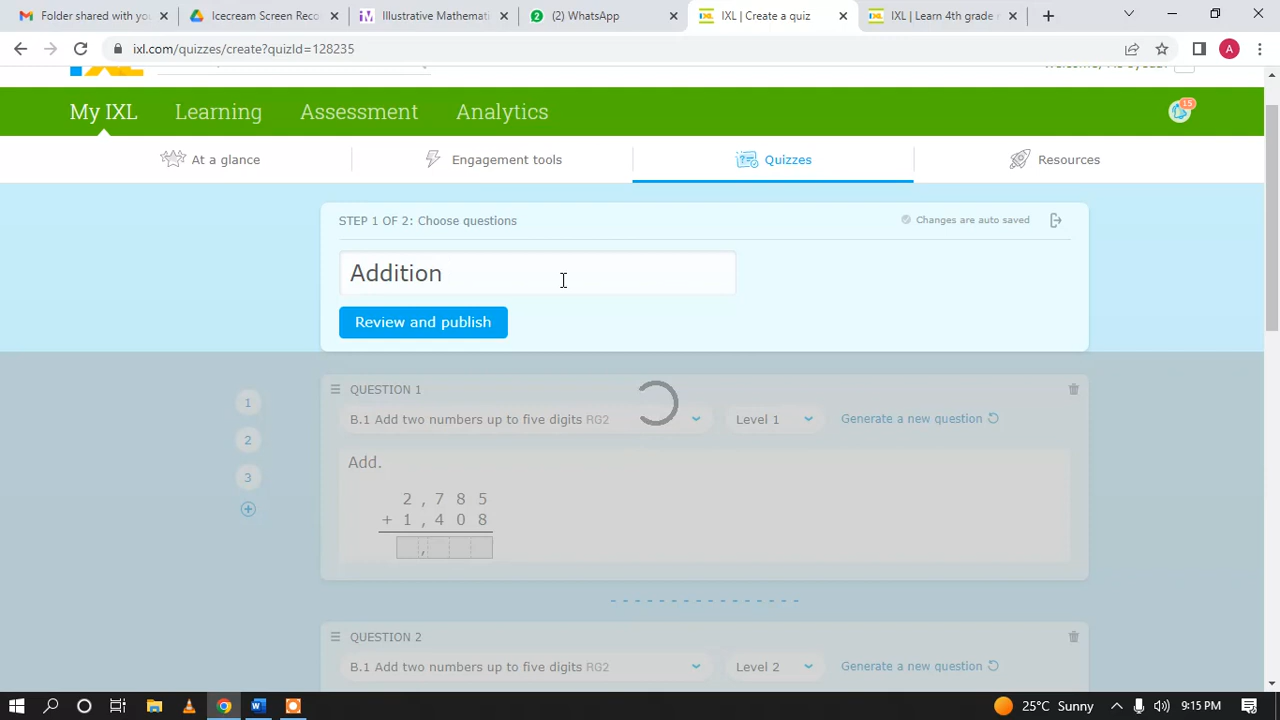 Folder shared with you
Icecream Screen Reco
Illustrative Mathemati
(2) WhatsApp
IXL | Create a quiz
IXL | Learn 4th grade
ixl.com/quizzes/create?quizId=128235
A
My IXL
Learning
Assessment
Analytics
15
At a glance
Engagement tools
Quizzes
Resources
STEP 1 OF 2: Choose questions
Changes are auto saved
Addition
Review and publish
1
2
3
QUESTION 1
B.1 Add two numbers up to five digits RG2
Level 1
Generate a new question
Add.
2,785
+ 1,408
,
QUESTION 2
B.1 Add two numbers up to five digits RG2
Level 2
Generate a new question
25°C Sunny
9:15 PM